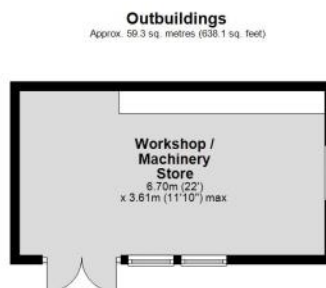 Outbuildings
Approx. 59.3 sq. metres (638.1 sq. feet)
Workshop /
Machinery
Store
6.70m (22')
x 3.61m (11'10") max